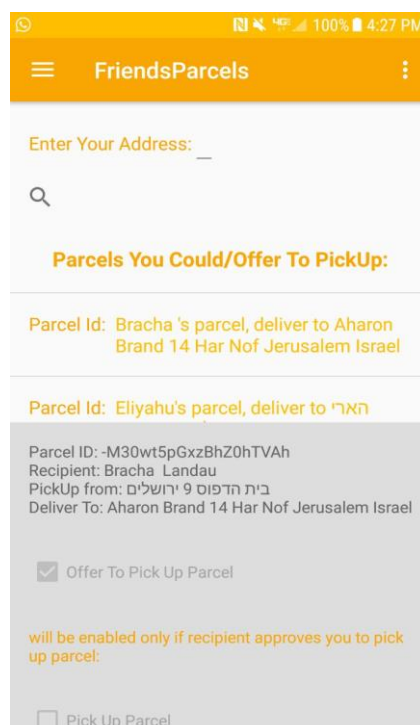 4G 100% 4:27 PM
FriendsParcels
Enter Your Address:
Parcels You Could/Offer To PickUp:
Parcel Id: Bracha 's parcel, deliver to Aharon
Brand 14 Har Nof Jerusalem Israel
Parcel Id: Eliyahu's parcel, deliver to הארי
Parcel ID: -M30wt5pGxzBhZ0hTVAh
Recipient: Bracha Landau
PickUp from: בית הדפוס 9 ירושלים
Deliver To: Aharon Brand 14 Har Nof Jerusalem Israel
Offer To Pick Up Parcel
will be enabled only if recipient approves you to pick
up parcel:
Pick Up Parcel